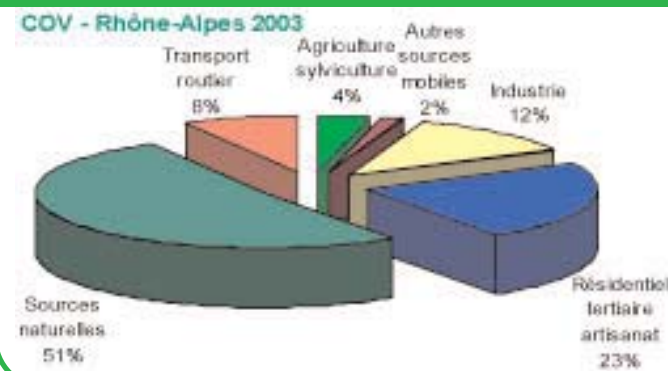 COV - Rhône-Alpes 2003
Transport
routier
8%
Agriculture
sylviculture
4%
Autres
sources
mobiles
2%
Industrie
12%
Résidentiel
tertiaire
artisanat
23%
Sources
naturelles
51%